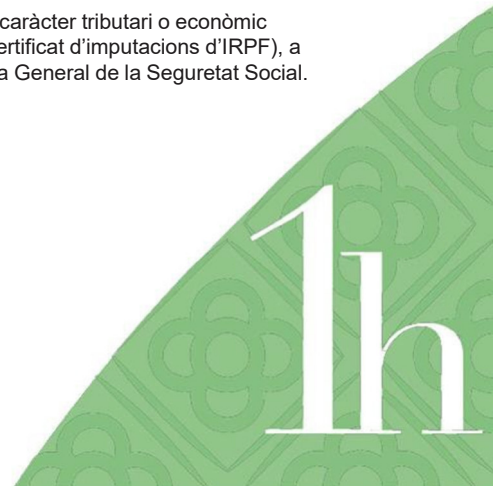 caràcter tributari o econòmic
ertificat d’imputacions d’IRPF), a
a General de la Seguretat Social.
1h